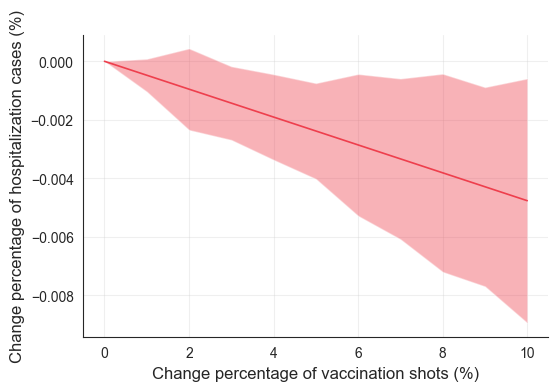 Change percentage of hospitalization cases (%)
0.000
−0.002
−0.004
−0.006
−0.008
0 2 4 6 8 10
Change percentage of vaccination shots (%)